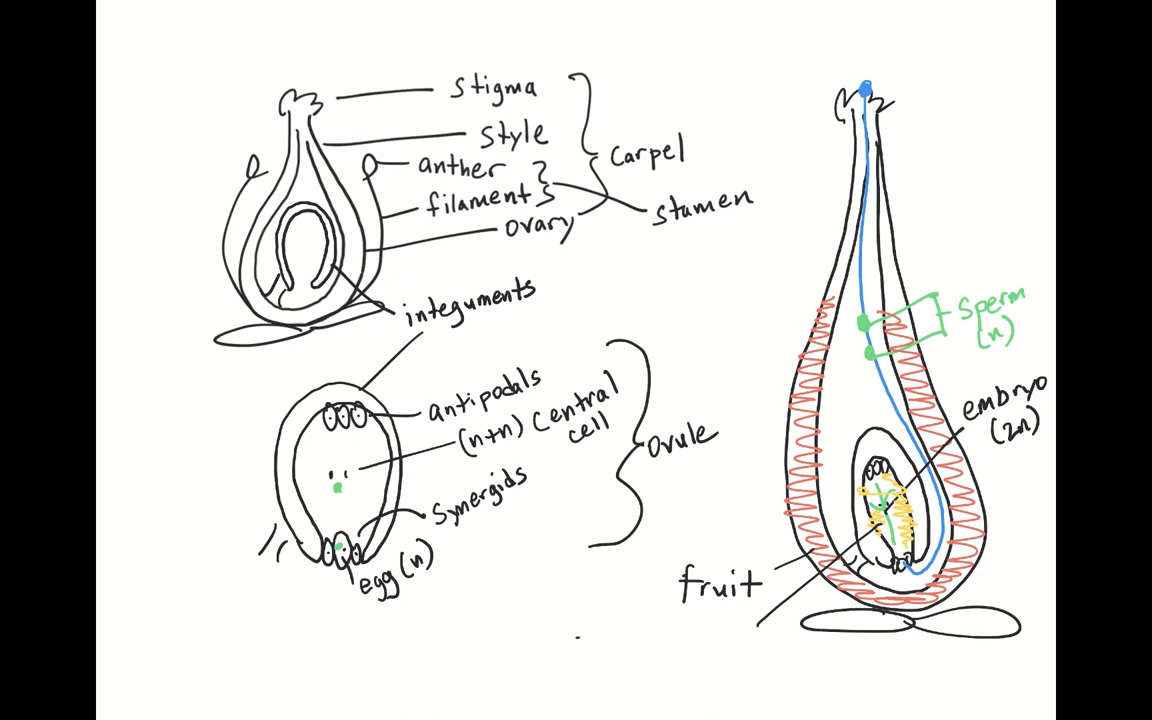 stigma
style
anther
filament
ovary
carpel
stamen
integuments
antipodals
(n+n) central
cell
synergids
egg (n)
ovule
sperm
(n)
embryo
(2n)
fruit